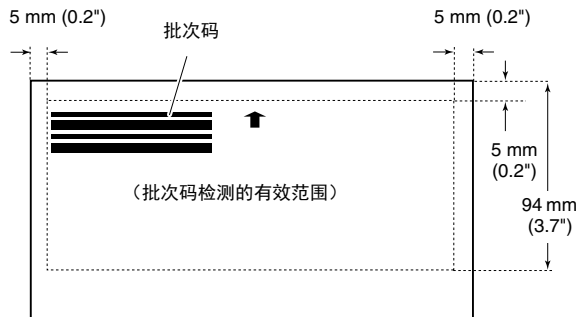 5 mm (0.2")
5 mm (0.2")
批次码
5 mm
(0.2")
（批次码检测的有效范围）
94 mm
(3.7")